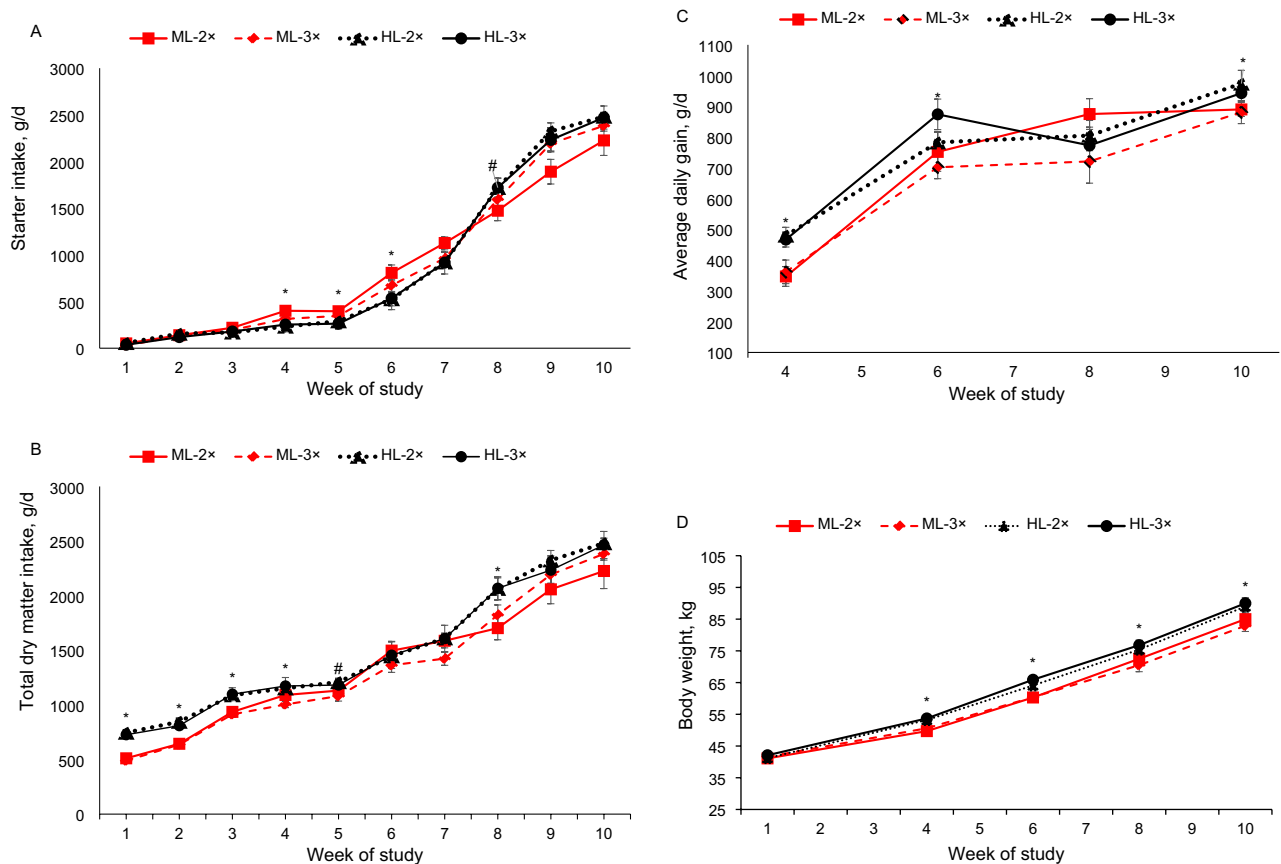 A
ML-2× ML-3× HL-2× HL-3×
Starter intake, g/d
3000
2500
2000
1500
1000
500
0
* * * #
1 2 3 4 5 6 7 8 9 10
Week of study
B
ML-2× ML-3× HL-2× HL-3×
Total dry matter intake, g/d
3000
2500
2000
1500
1000
500
0
* * * * # *
1 2 3 4 5 6 7 8 9 10
Week of study
C
ML-2× ML-3× HL-2× HL-3×
Average daily gain, g/d
1100
1000
900
800
700
600
500
400
300
200
100
* * *
4 5 6 7 8 9 10
Week of study
D
ML-2× ML-3× HL-2× HL-3×
Body weight, kg
105
95
85
75
65
55
45
35
25
* * * *
1 2 3 4 5 6 7 8 9 10
Week of study